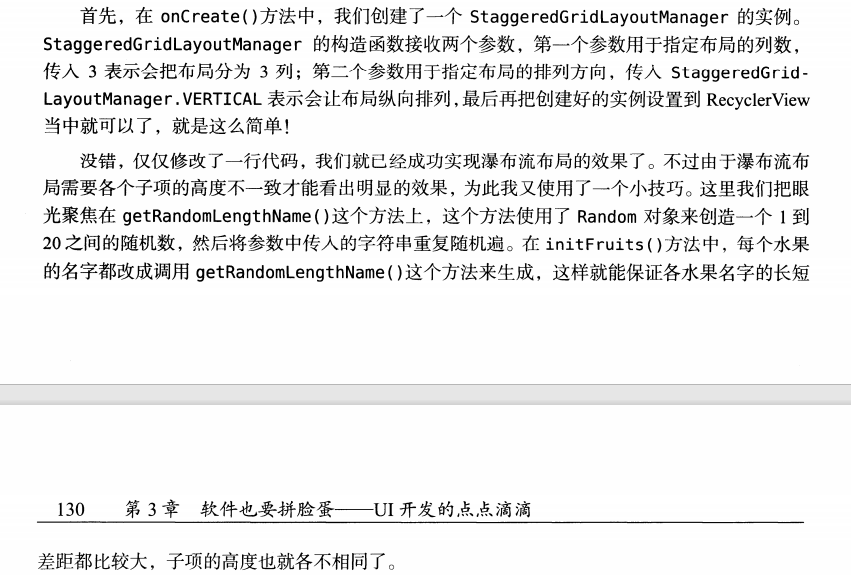 首先，在 onCreate()方法中，我们创建了一个 StaggeredGridLayoutManager 的实例。
StaggeredGridLayoutManager 的构造函数接收两个参数，第一个参数用于指定布局的列数，
传入 3 表示会把布局分为 3 列；第二个参数用于指定布局的排列方向，传入 StaggeredGrid-
LayoutManager.VERTICAL 表示会让布局纵向排列，最后再把创建好的实例设置到 RecyclerView
当中就可以了，就是这么简单！
没错，仅仅修改了一行代码，我们就已经成功实现瀑布流布局的效果了。不过由于瀑布流布
局需要各个子项的高度不一致才能看出明显的效果，为此我又使用了一个小技巧。这里我们把眼
光聚焦在 getRandomLengthName()这个方法上，这个方法使用了 Random 对象来创造一个 1 到
20 之间的随机数，然后将参数中传入的字符串重复随机遍。在 initFruits()方法中，每个水果
的名字都改成调用 getRandomLengthName()这个方法来生成，这样就能保证各水果名字的长短
130 第 3 章 软件也要拼脸蛋——UI 开发的点点滴滴
差距都比较大，子项的高度也就各不相同了。